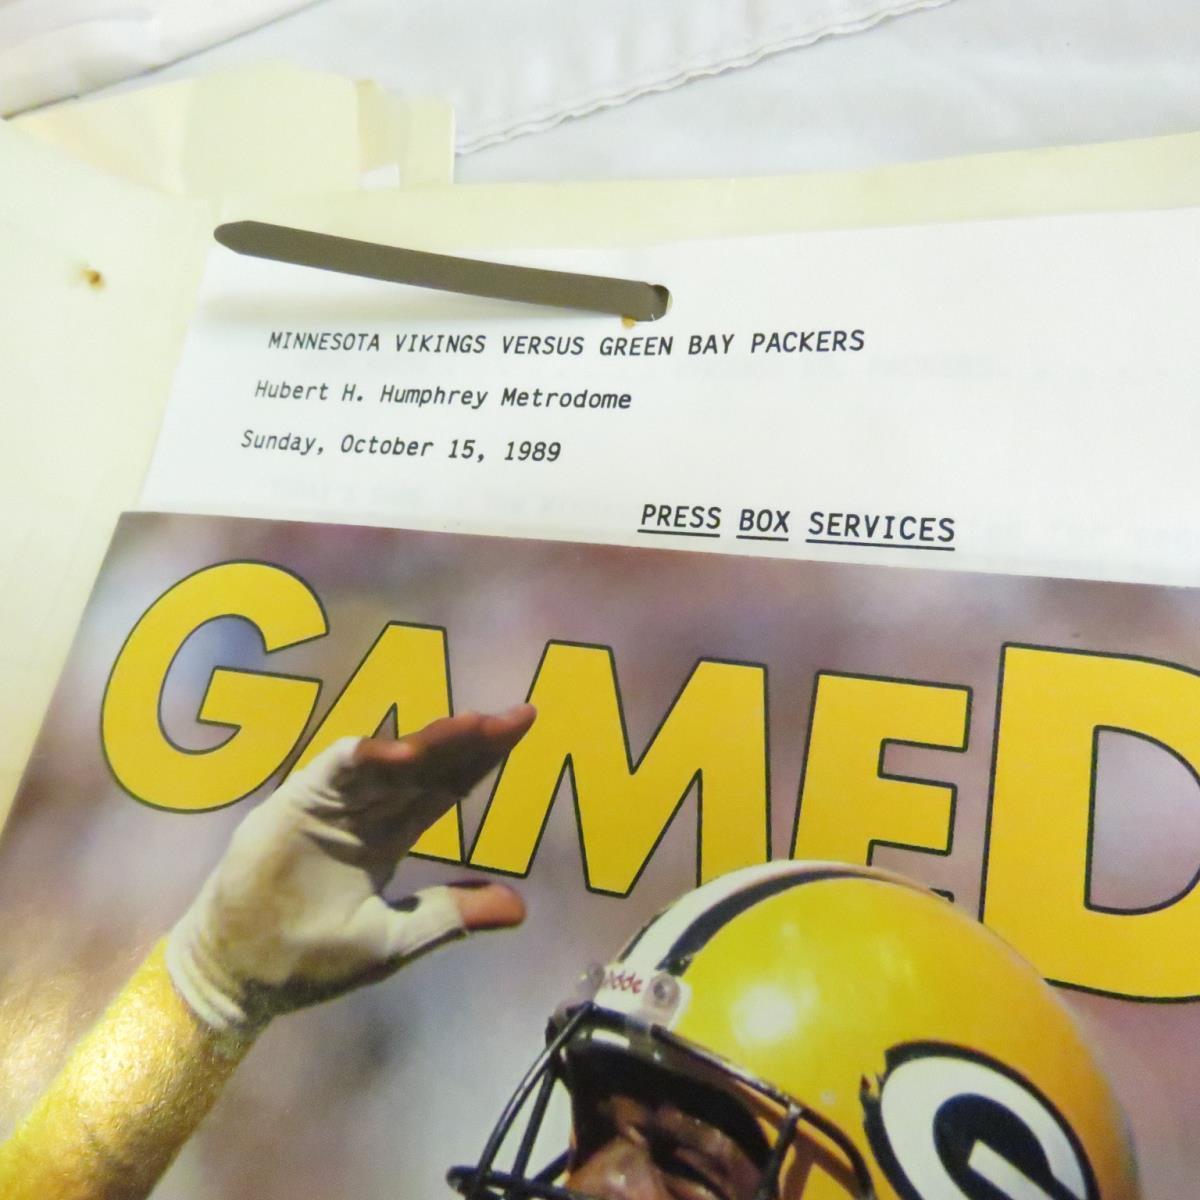 MINNESOTA VIKINGS VERSUS GREEN BAY PACKERS
Hubert H. Humphrey Metrodome
Sunday, October 15, 1989
PRESS BOX SERVICES
GAMED
G